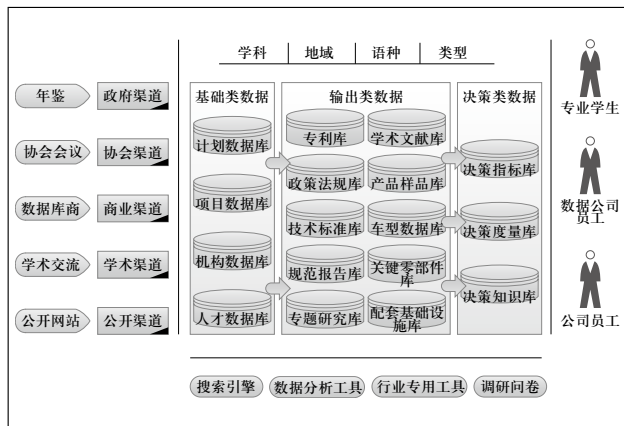 学科 地域 语种 类型
年鉴 政府渠道
协会会议 协会渠道
数据库商 商业渠道
学术交流 学术渠道
公开网站 公开渠道
基础类数据
计划数据库
项目数据库
机构数据库
人才数据库
输出类数据
专利库 学术文献库
政策法规库 产品样品库
技术标准库 车型数据库
规范报告库 关键零部件
库
专题研究库 配套基础设
施库
决策类数据
决策指标库
决策度量库
决策知识库
专业学生
数据公司
员工
公司员工
搜索引擎 数据分析工具 行业专用工具 调研问卷